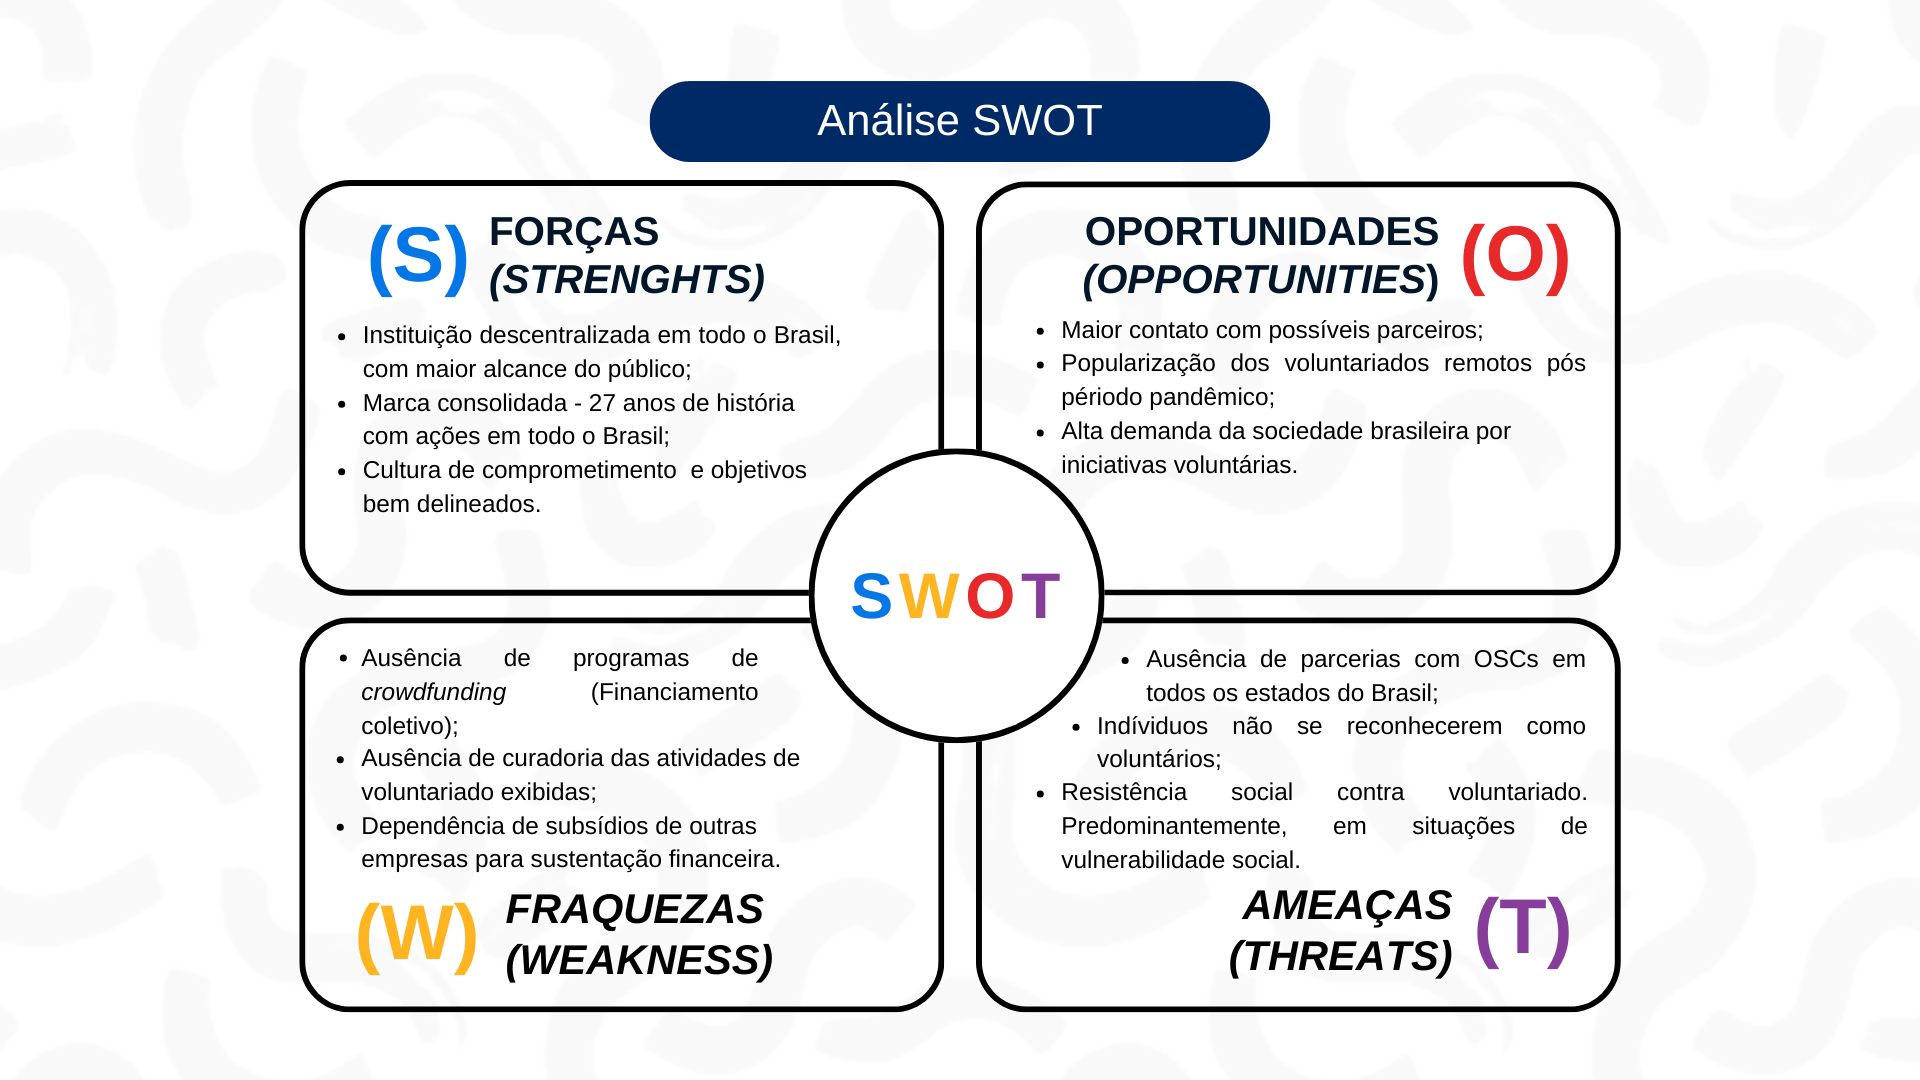 Análise SWOT
(S)
FORÇAS
(STRENGHTS)
• Instituição descentralizada em todo o Brasil,
com maior alcance do público;
• Marca consolidada - 27 anos de história
com ações em todo o Brasil;
• Cultura de comprometimento  e objetivos
bem delineados.
OPORTUNIDADES
(OPPORTUNITIES)
(O)
• Maior contato com possíveis parceiros;
• Popularização dos voluntariados remotos pós
périodo pandêmico;
• Alta demanda da sociedade brasileira por
iniciativas voluntárias.
SWOT
• Ausência de programas de
crowdfunding (Financiamento
coletivo);
• Ausência de curadoria das atividades de
voluntariado exibidas;
• Dependência de subsídios de outras
empresas para sustentação financeira.
(W)
FRAQUEZAS
(WEAKNESS)
• Ausência de parcerias com OSCs em
todos os estados do Brasil;
• Indíviduos não se reconhecerem como
voluntários;
• Resistência social contra voluntariado.
Predominantemente, em situações de
vulnerabilidade social.
AMEAÇAS
(THREATS)
(T)